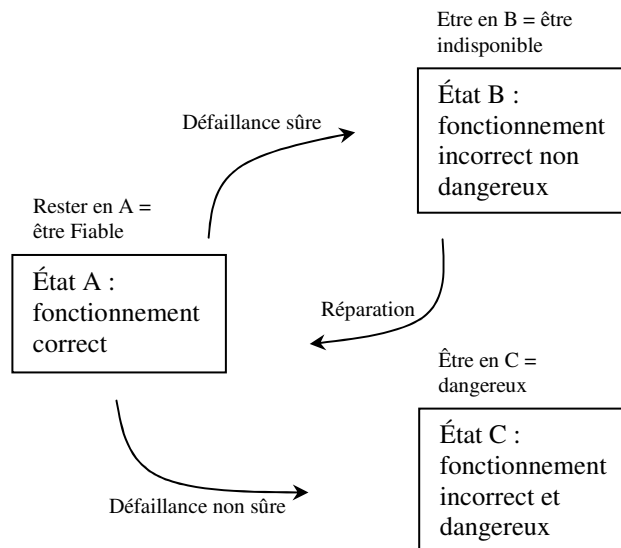 Etre en B = être
indisponible
État B :
fonctionnement
incorrect non
dangereux
Défaillance sûre
Rester en A =
être Fiable
État A :
fonctionnement
correct
Réparation
Être en C =
dangereux
État C :
fonctionnement
incorrect et
dangereux
Défaillance non sûre